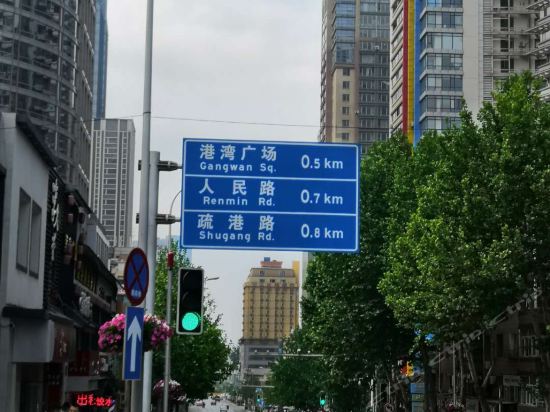 港湾广场 0.5 km
Gangwan Sq.
人民路 0.7 km
Renmin Rd.
疏港路 0.8 km
Shugang Rd.